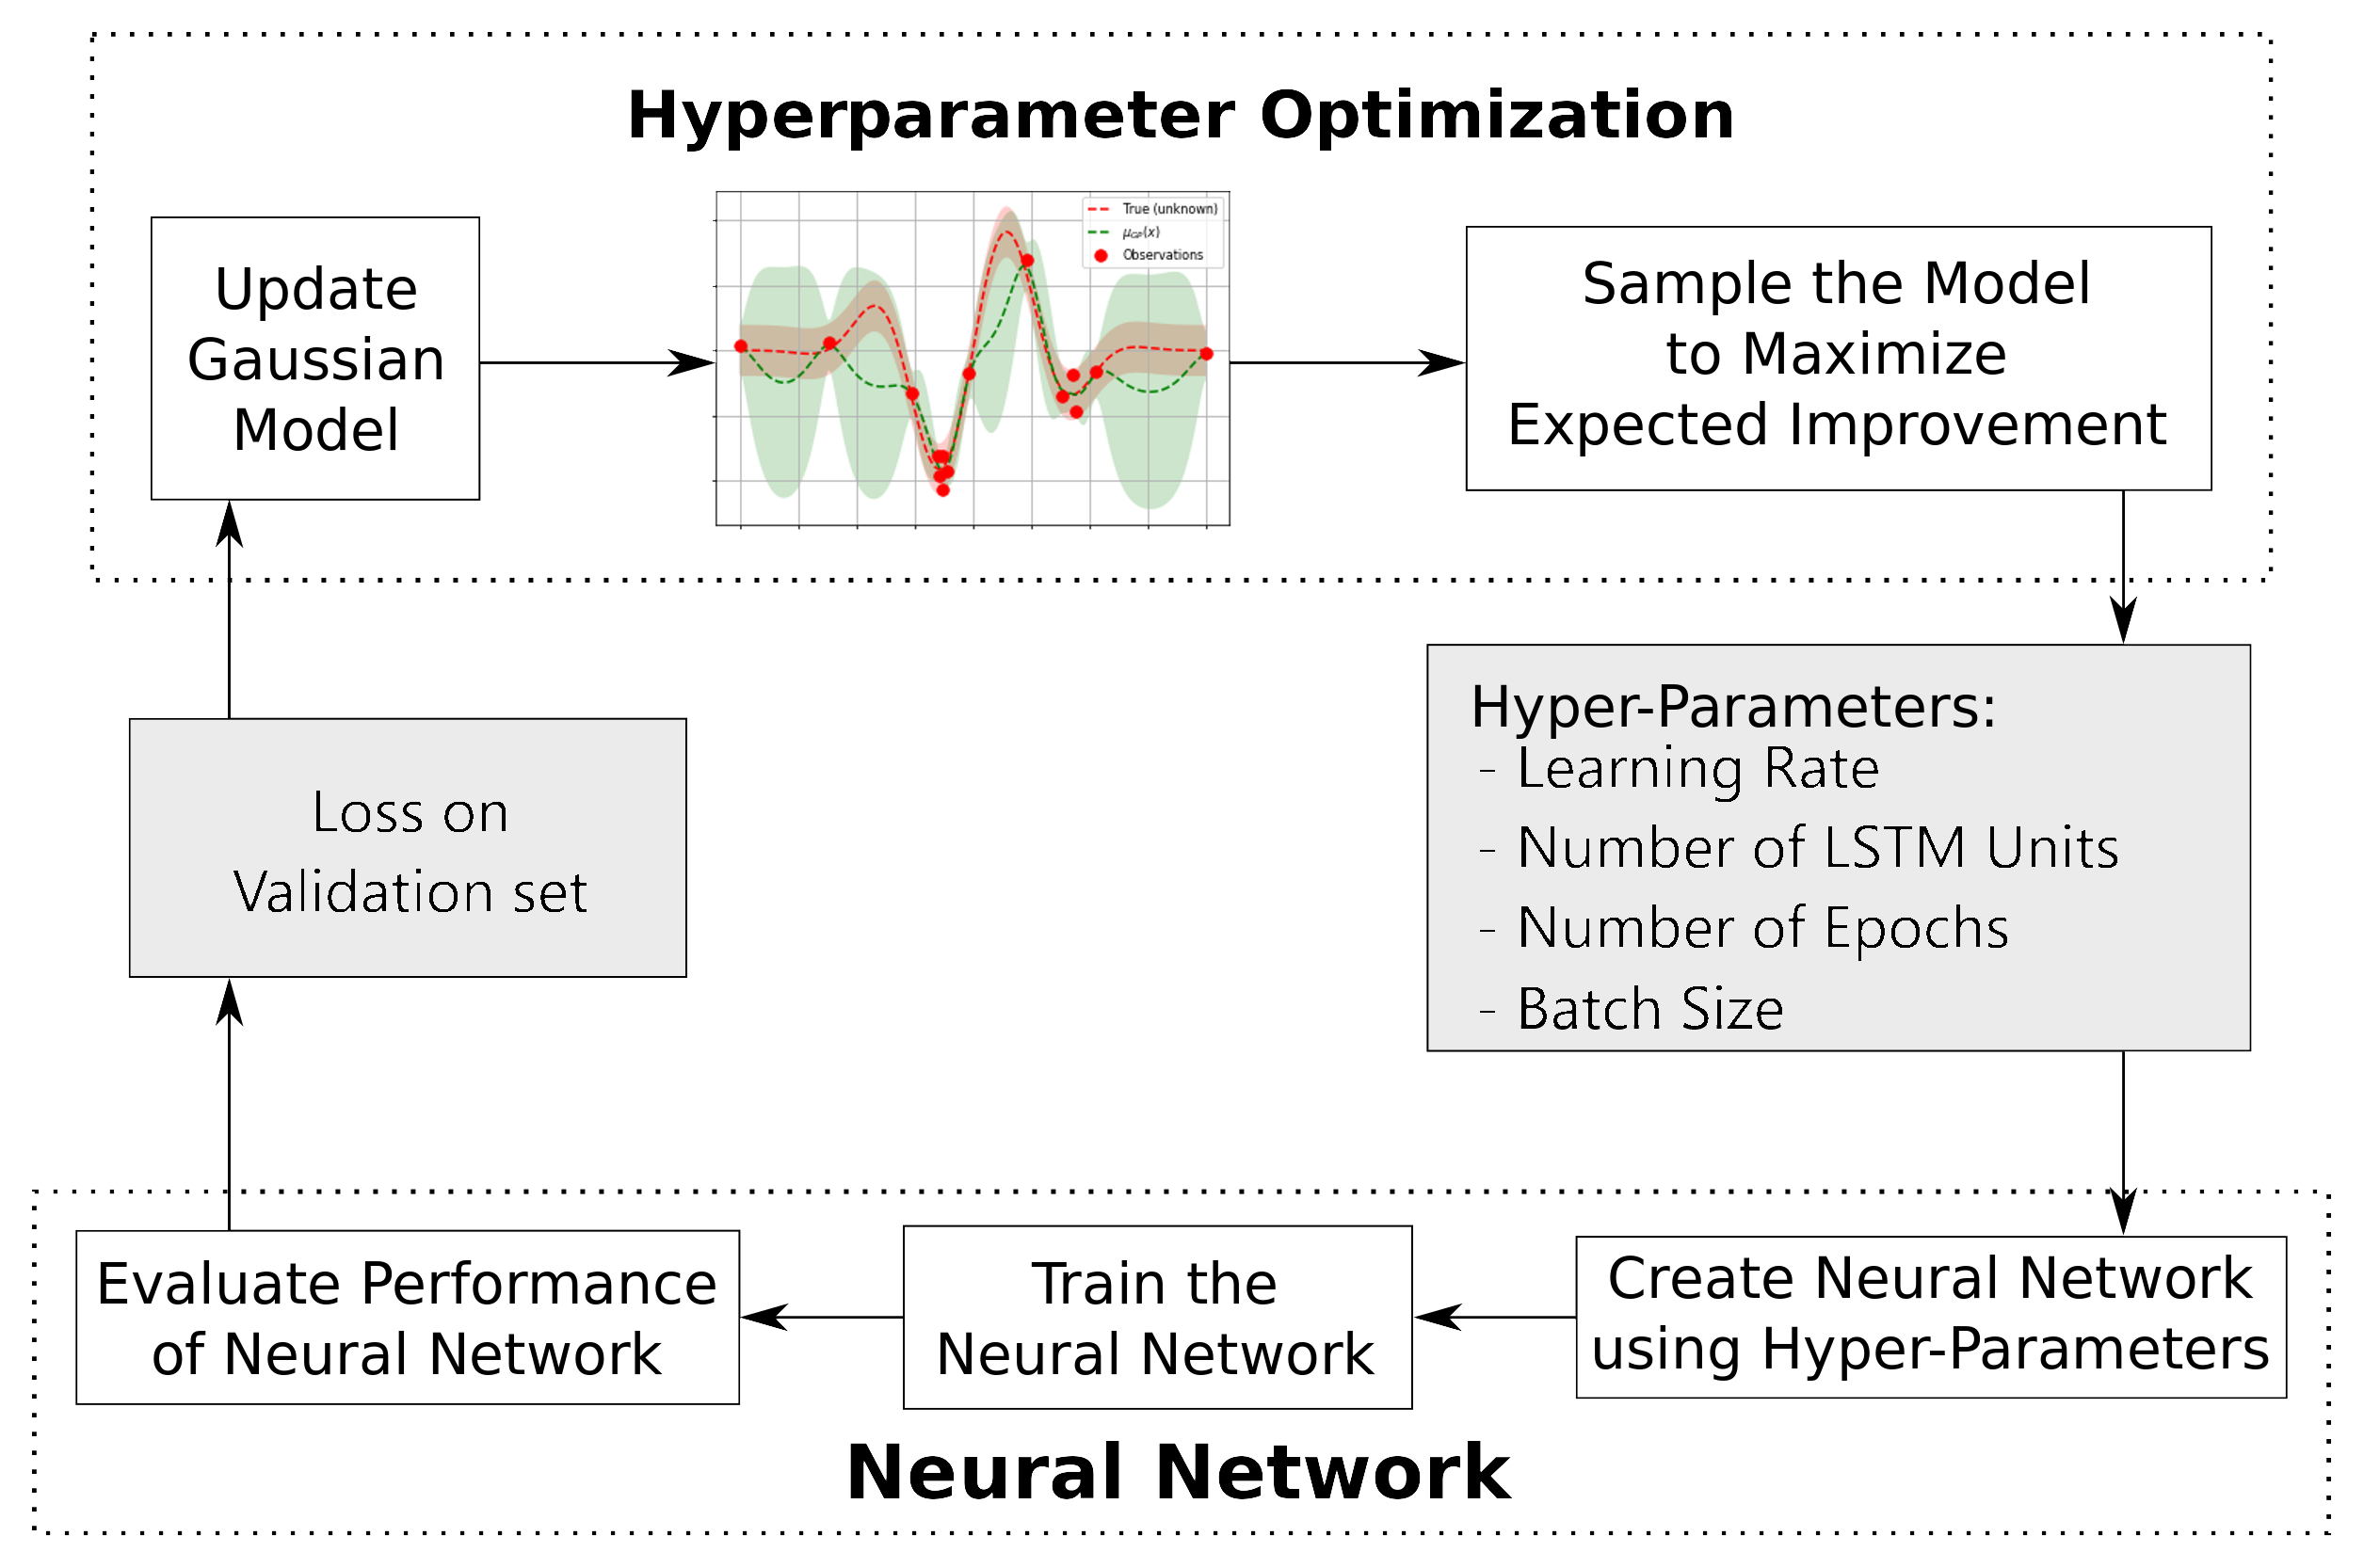 Hyperparameter Optimization
Update
Gaussian
Model
True (unknown)
μGP(x)
Observations
Sample the Model
to Maximize
Expected Improvement
Loss on
Validation set
Hyper-Parameters:
- Learning Rate
- Number of LSTM Units
- Number of Epochs
- Batch Size
Evaluate Performance
of Neural Network
Train the
Neural Network
Create Neural Network
using Hyper-Parameters
Neural Network